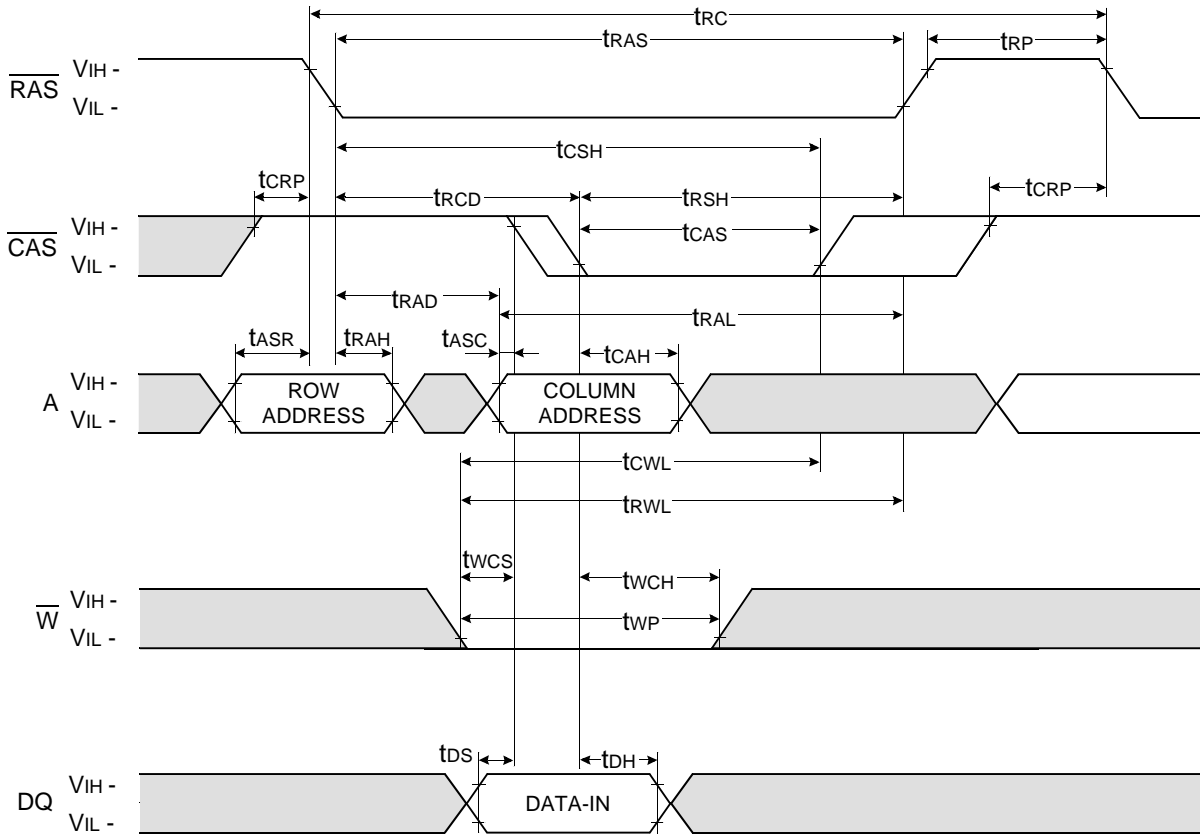 tRC
tRAS
tRP
RAS
VIH -
VIL -
tCSH
tCRP
tRCD
tRSH
tCRP
CAS
VIH -
VIL -
tCAS
tRAD
tRAL
tASR
tRAH
tASC
tCAH
A
VIH -
VIL -
ROW
ADDRESS
COLUMN
ADDRESS
tCWL
tRWL
tWCS
tWCH
W
VIH -
VIL -
tWP
tDS
tDH
DQ
VIH -
VIL -
DATA-IN